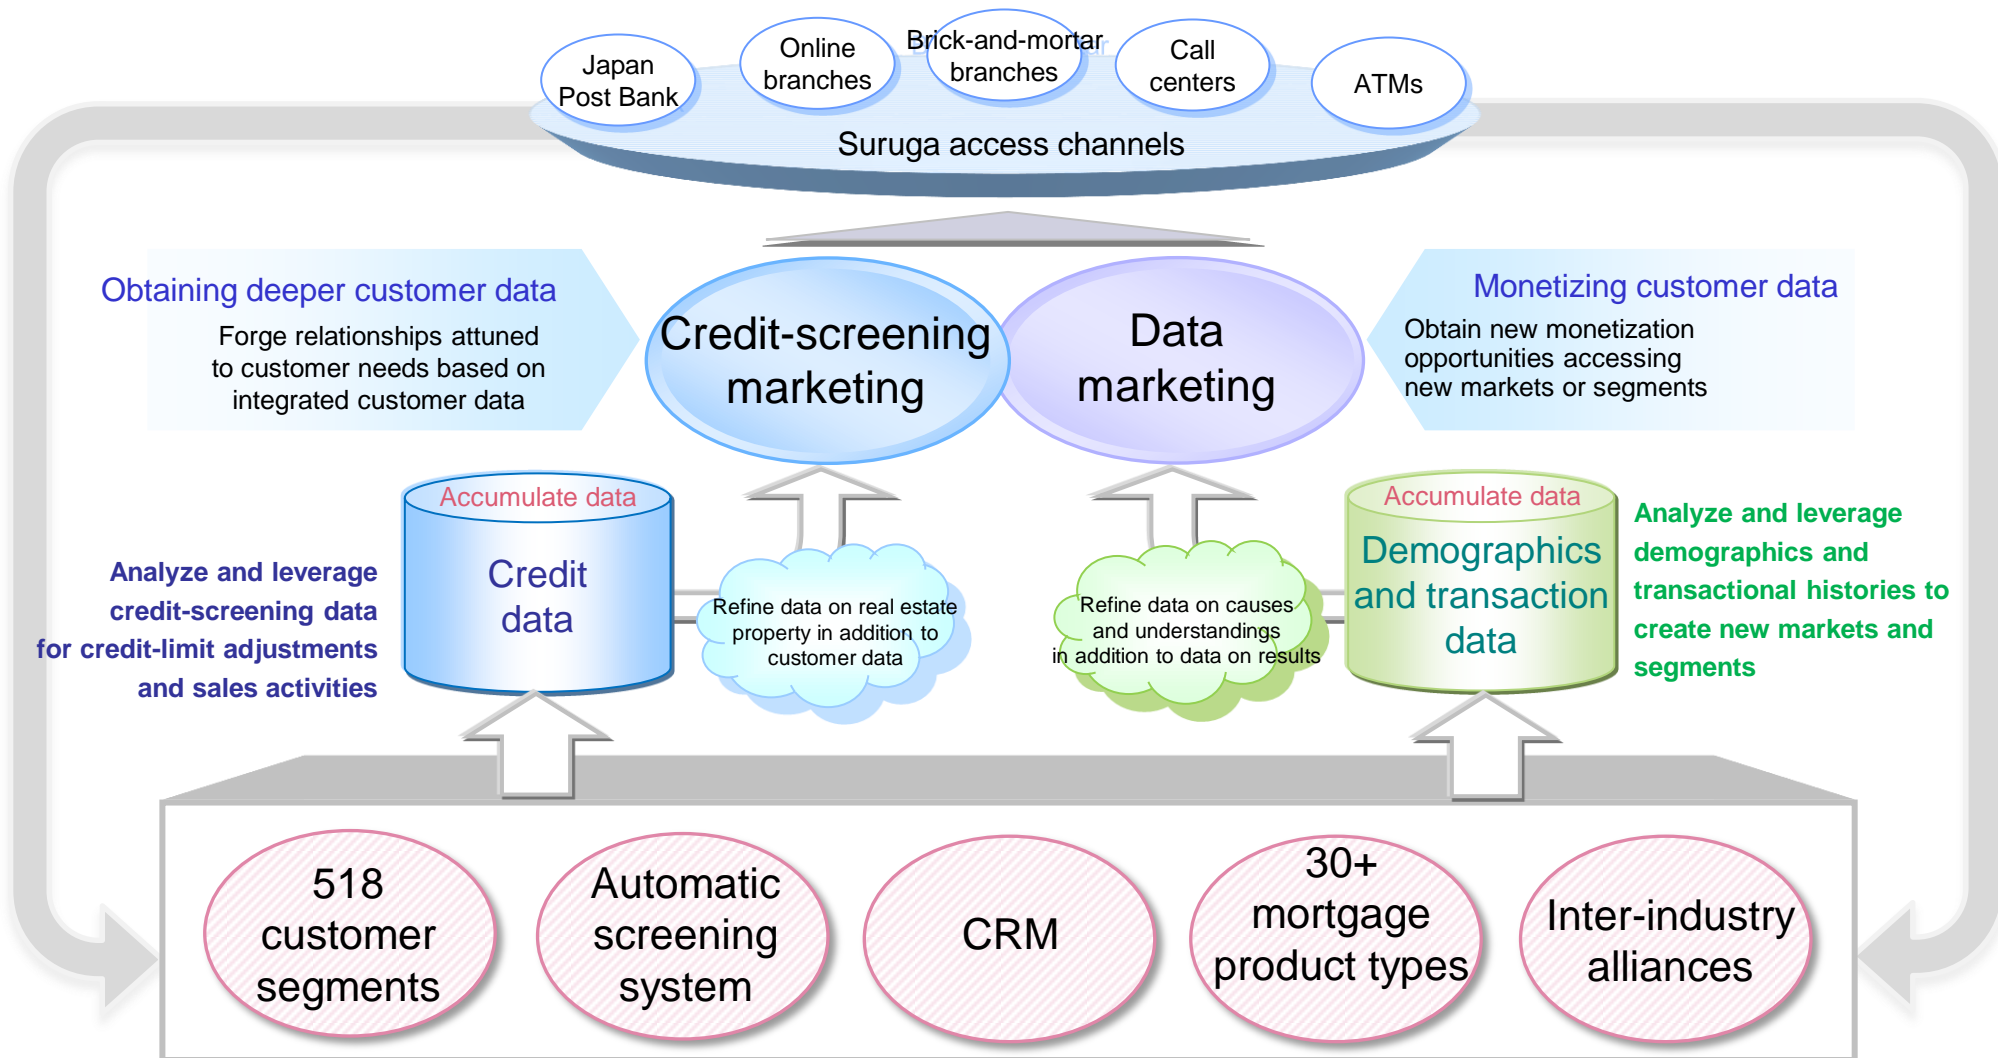 Japan
Post Bank
Online
branches
Brick-and-mortar
branches
Call
centers
ATMs
Suruga access channels
Obtaining deeper customer data
Forge relationships attuned
to customer needs based on
integrated customer data
Credit-screening
marketing
Data
marketing
Monetizing customer data
Obtain new monetization
opportunities accessing
new markets or segments
Analyze and leverage
credit-screening data
for credit-limit adjustments
and sales activities
Accumulate data
Credit
data
Refine data on real estate
property in addition to
customer data
Refine data on causes
and understandings
in addition to data on results
Accumulate data
Demographics
and transaction
data
Analyze and leverage
demographics and
transactional histories to
create new markets and
segments
518
customer
segments
Automatic
screening
system
CRM
30+
mortgage
product types
Inter-industry
alliances